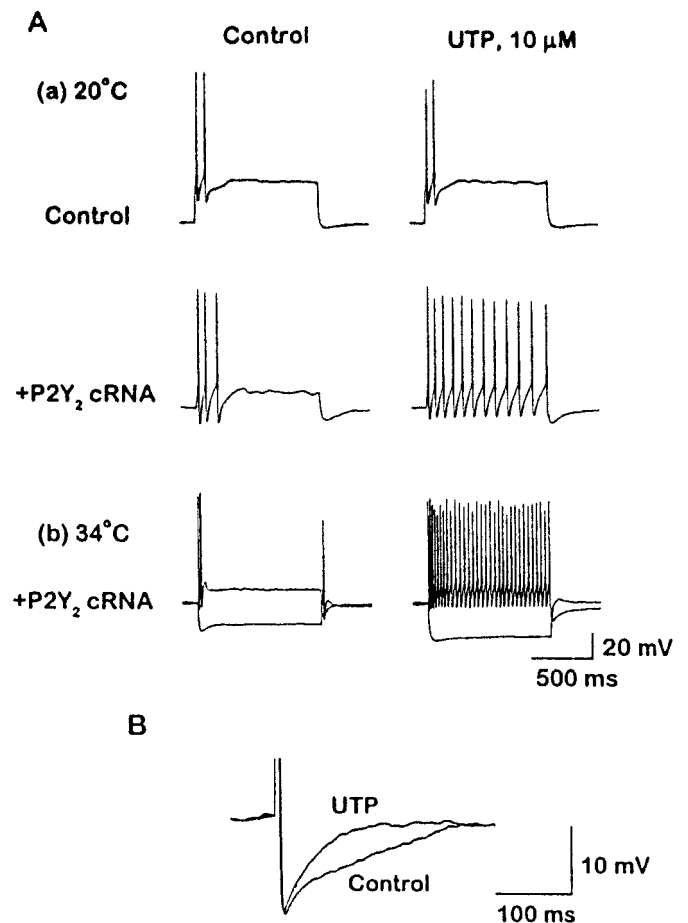 A
Control
UTP, 10 µM
(a) 20°C
Control
+P2Y₂ cRNA
(b) 34°C
+P2Y₂ cRNA
20 mV
500 ms
B
UTP
Control
10 mV
100 ms